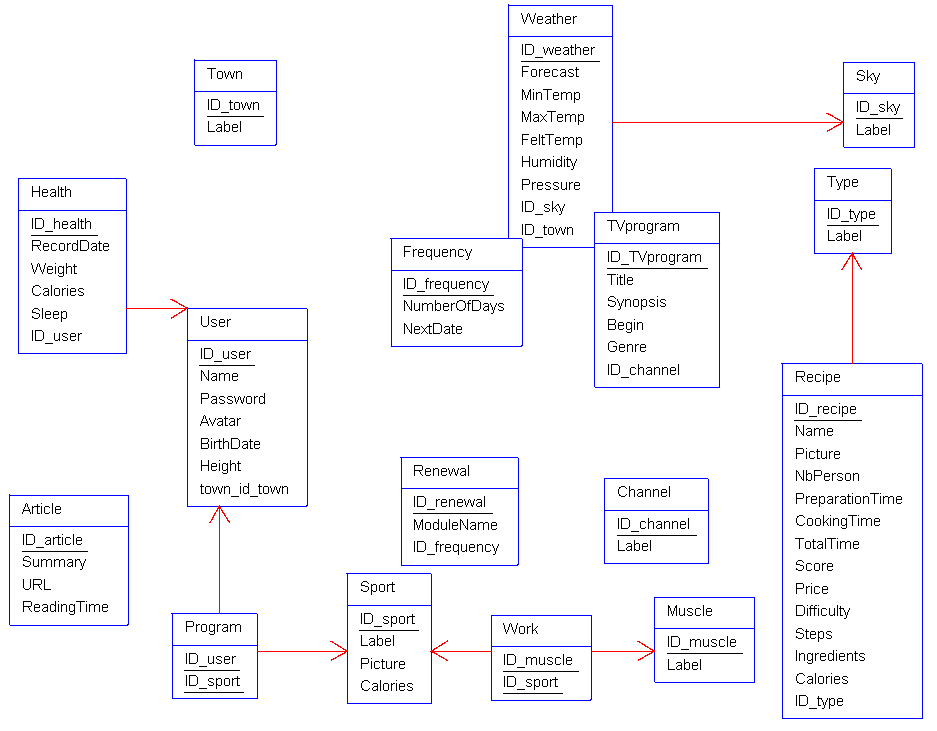 Weather
ID_weather
Forecast
MinTemp
MaxTemp
FeltTemp
Humidity
Pressure
ID_sky
ID_town
Town
ID_town
Label
Sky
ID_sky
Label
Type
ID_type
Label
Health
ID_health
RecordDate
Weight
Calories
Sleep
ID_user
TVprogram
ID_TVprogram
Title
Synopsis
Begin
Genre
ID_channel
Frequency
ID_frequency
NumberOfDays
NextDate
User
ID_user
Name
Password
Avatar
BirthDate
Height
town_id_town
Recipe
ID_recipe
Name
Picture
NbPerson
PreparationTime
CookingTime
TotalTime
Score
Price
Difficulty
Steps
Ingredients
Calories
ID_type
Renewal
ID_renewal
ModuleName
ID_frequency
Channel
ID_channel
Label
Article
ID_article
Summary
URL
ReadingTime
Sport
ID_sport
Label
Picture
Calories
Program
ID_user
ID_sport
Work
ID_muscle
ID_sport
Muscle
ID_muscle
Label